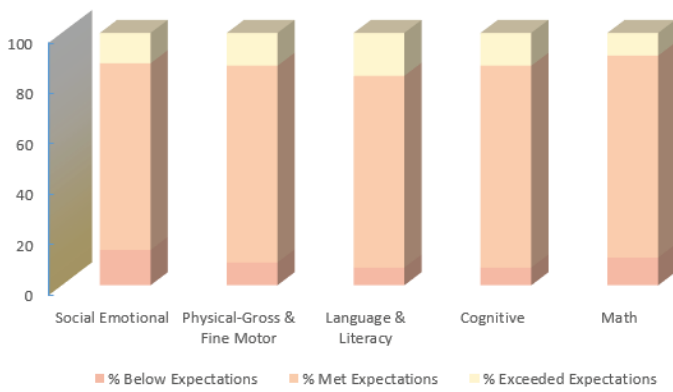 100
80
60
40
20
0
Social Emotional
Physical-Gross &
Fine Motor
Language &
Literacy
Cognitive
Math
% Below Expectations
% Met Expectations
% Exceeded Expectations